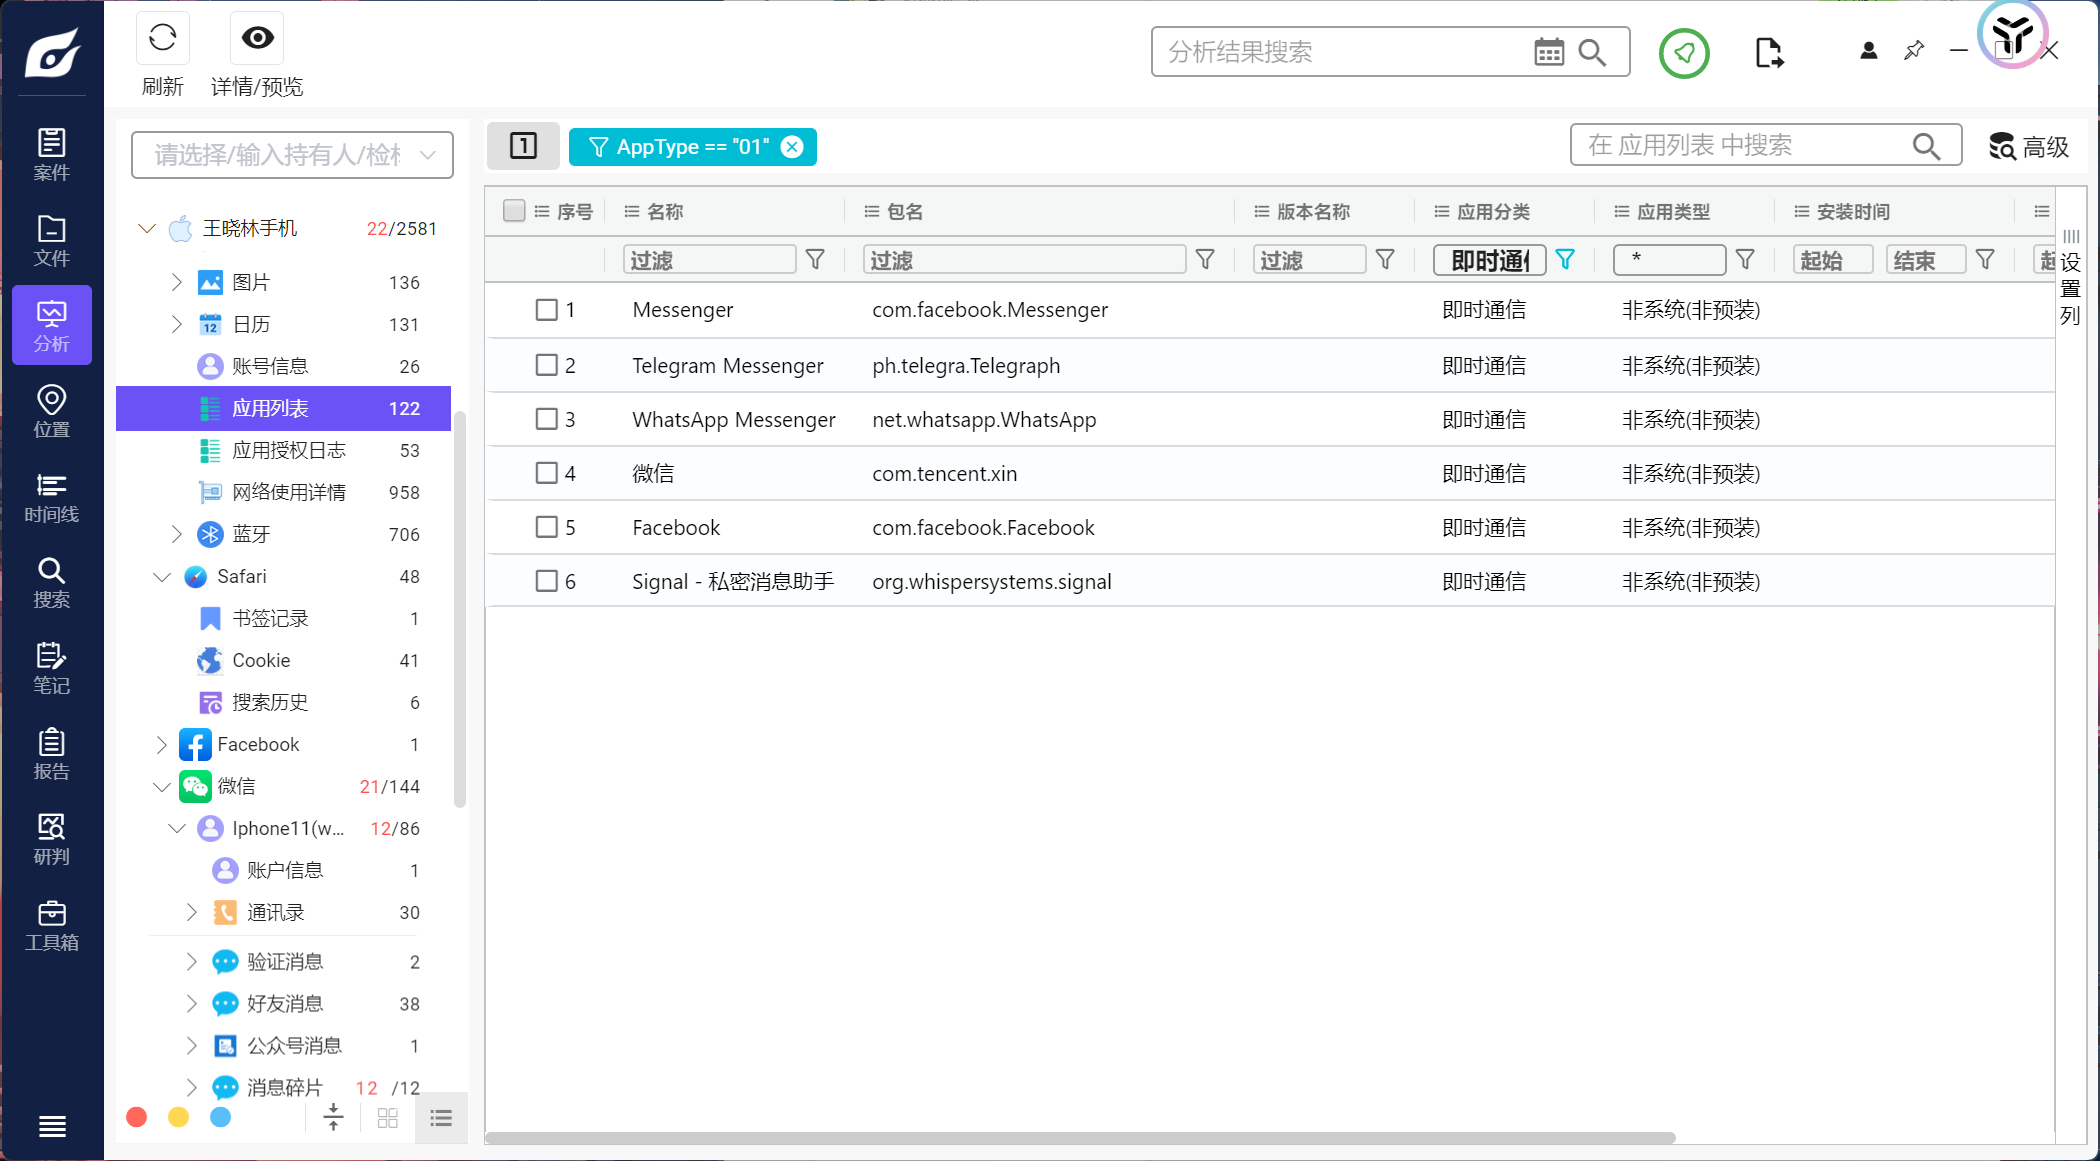 刷新
详情/预览
分析结果搜索
案件
文件
分析
位置
时间线
搜索
笔记
报告
研判
工具箱
请选择/输入持有人/检材
王晓林手机 22/2581
图片 136
日历 131
账号信息 26
应用列表 122
应用授权日志 53
网络使用详情 958
蓝牙 706
Safari 48
书签记录 1
Cookie 41
搜索历史 6
Facebook 1
微信 21/144
Iphone11(w... 12/86
账户信息 1
通讯录 30
验证消息 2
好友消息 38
公众号消息 1
消息碎片 12 /12
1
AppType == "01"
在 应用列表 中搜索
高级
序号 名称 包名 版本名称 应用分类 应用类型 安装时间
过滤 过滤 过滤 即时通信 * 起始 结束 起
1 Messenger com.facebook.Messenger 即时通信 非系统(非预装)
2 Telegram Messenger ph.telegra.Telegraph 即时通信 非系统(非预装)
3 WhatsApp Messenger net.whatsapp.WhatsApp 即时通信 非系统(非预装)
4 微信 com.tencent.xin 即时通信 非系统(非预装)
5 Facebook com.facebook.Facebook 即时通信 非系统(非预装)
6 Signal - 私密消息助手 org.whispersystems.signal 即时通信 非系统(非预装)
设置列